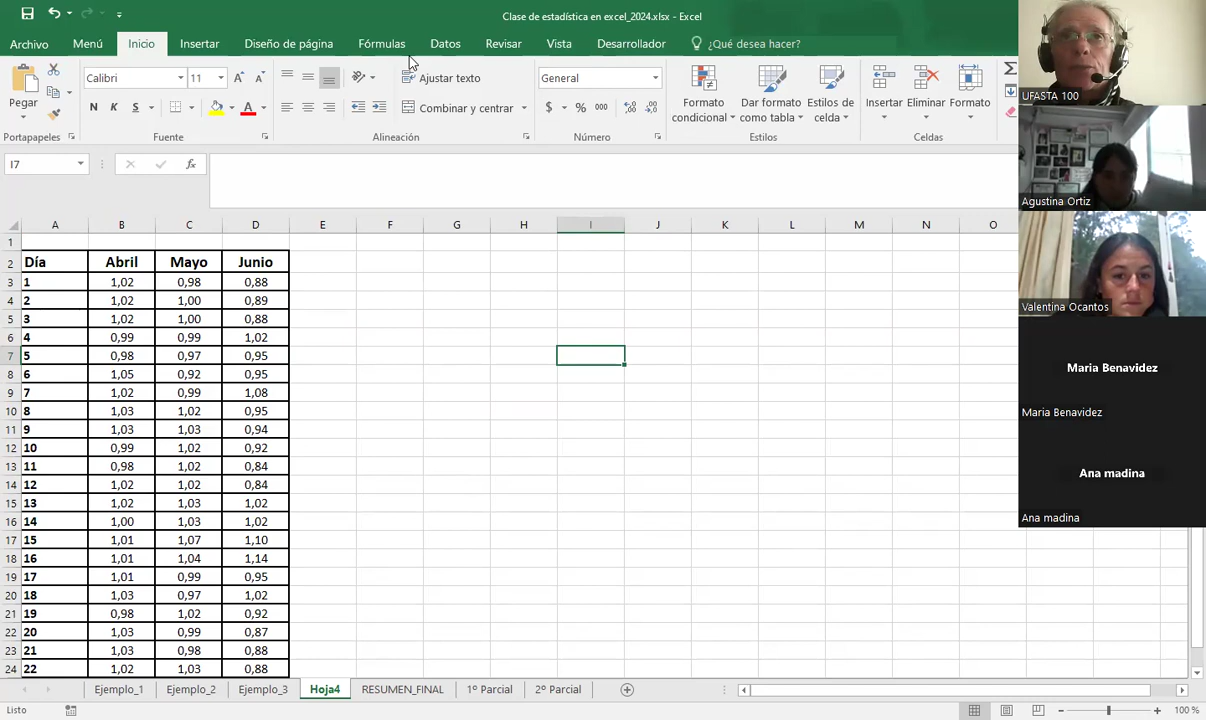 Clase de estadística en excel_2024.xlsx - Excel
Archivo Menú Inicio Insertar Diseño de página Fórmulas Datos Revisar Vista Desarrollador ¿Qué desea hacer?
Pegar Calibri 11 Ajustar texto General Formato condicional Dar formato como tabla Estilos de celda Insertar Eliminar Formato
N K S A Combinar y centrar $ % 000
Portapapeles Fuente Alineación Número Estilos Celdas
I7 fx
A B C D E F G H I J K L M N O
1
2 Día Abril Mayo Junio
3 1 1,02 0,98 0,88
4 2 1,02 1,00 0,89
5 3 1,02 1,00 0,88
6 4 0,99 0,99 1,02
7 5 0,98 0,97 0,95
8 6 1,05 0,92 0,95
9 7 1,02 0,99 1,08
10 8 1,03 1,02 0,95
11 9 1,03 1,03 0,94
12 10 0,99 1,02 0,92
13 11 0,98 1,02 0,84
14 12 1,02 1,02 0,84
15 13 1,02 1,03 1,02
16 14 1,00 1,03 1,02
17 15 1,01 1,07 1,10
18 16 1,01 1,04 1,14
19 17 1,01 0,99 0,95
20 18 1,03 0,97 1,02
21 19 0,98 1,02 0,92
22 20 1,03 0,99 0,87
23 21 1,03 0,98 0,88
24 22 1,02 1,03 0,88
Ejemplo_1 Ejemplo_2 Ejemplo_3 Hoja4 RESUMEN_FINAL 1º Parcial 2º Parcial
Listo 100 %
UFASTA 100
Agustina Ortiz
Valentina Ocantos
Maria Benavidez
Maria Benavidez
Ana madina
Ana madina